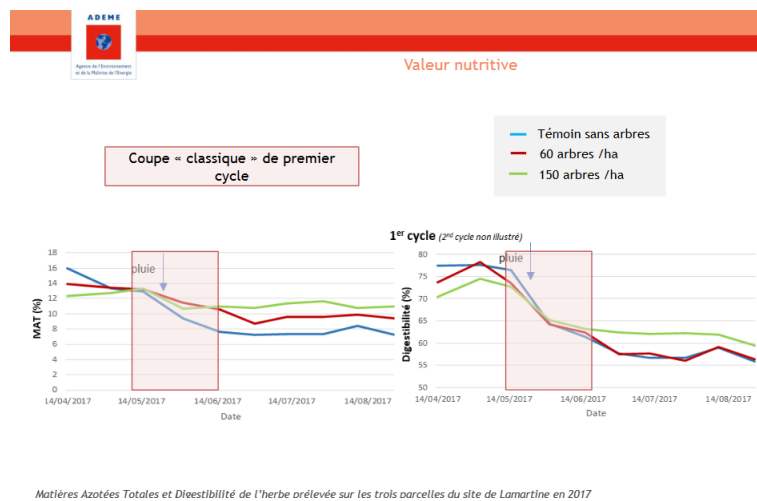 ADEME
Agence de l'Environnement
et de la Maîtrise de l'Energie
Valeur nutritive
Coupe « classique » de premier
cycle
Témoin sans arbres
60 arbres /ha
150 arbres /ha
1er cycle (2nd cycle non illustré)
pluie
MAT (%)
18
16
14
12
10
8
6
4
2
0
14/04/2017 14/05/2017 14/06/2017 14/07/2017 14/08/2017
Date
pluie
Digestibilité (%)
80
75
70
65
60
55
50
14/04/2017 14/05/2017 14/06/2017 14/07/2017 14/08/2017
Date
Matières Azotées Totales et Digestibilité de l'herbe prélevée sur les trois parcelles du site de Lamartine en 2017